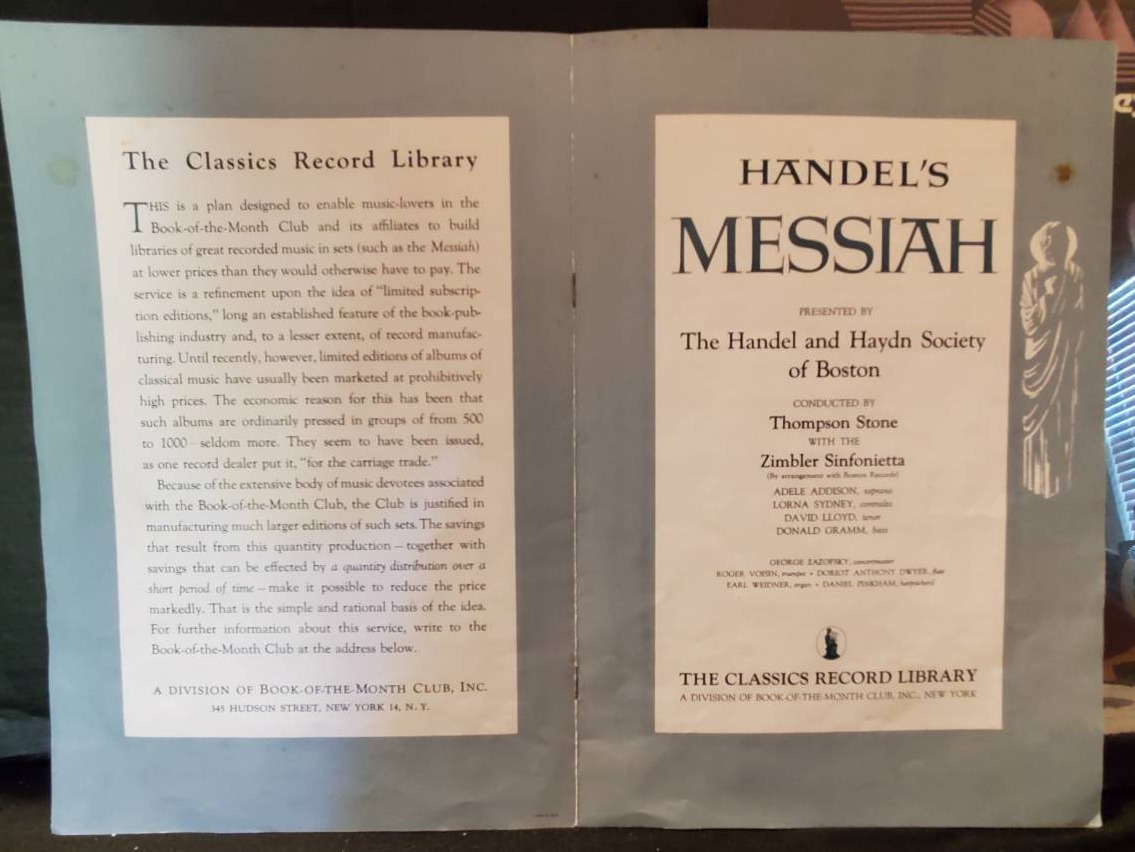 The Classics Record Library
THIS is a plan designed to enable music-lovers in the
Book-of-the-Month Club and its affiliates to build
libraries of great recorded music in sets (such as the Messiah)
at lower prices than they would otherwise have to pay. The
service is a refinement upon the idea of "limited subscrip-
tion editions," long an established feature of the book-pub-
lishing industry and, to a lesser extent, of record manufac-
turing. Until recently, however, limited editions of albums of
classical music have usually been marketed at prohibitively
high prices. The economic reason for this has been that
such albums are ordinarily pressed in groups of from 500
to 1000 seldom more. They seem to have been issued,
as one record dealer put it, "for the carriage trade."
Because of the extensive body of music devotees associated
with the Book-of-the-Month Club, the Club is justified in
manufacturing much larger editions of such sets. The savings
that result from this quantity production — together with
savings that can be effected by a quantity distribution over a
short period of time — make it possible to reduce the price
markedly. That is the simple and rational basis of the idea.
For further information about this service, write to the
Book-of-the-Month Club at the address below.
A DIVISION OF BOOK-OF-THE-MONTH CLUB, INC.
345 HUDSON STREET, NEW YORK 14, N. Y.
HANDEL'S
MESSIAH
PRESENTED BY
The Handel and Haydn Society
of Boston
CONDUCTED BY
Thompson Stone
WITH THE
Zimbler Sinfonietta
(By arrangement with Boston Records)
ADELE ADDISON, soprano
LORNA SYDNEY, contralto
DAVID LLOYD, tenor
DONALD GRAMM, bass
GEORGE ZAZOFSKY, concertmaster
ROGER VOISIN, trumpet • DORIOT ANTHONY DWYER, flute
EARL WEIDNER, organ • DANIEL PINKHAM, harpsichord
THE CLASSICS RECORD LIBRARY
A DIVISION OF BOOK-OF-THE-MONTH CLUB, INC., NEW YORK